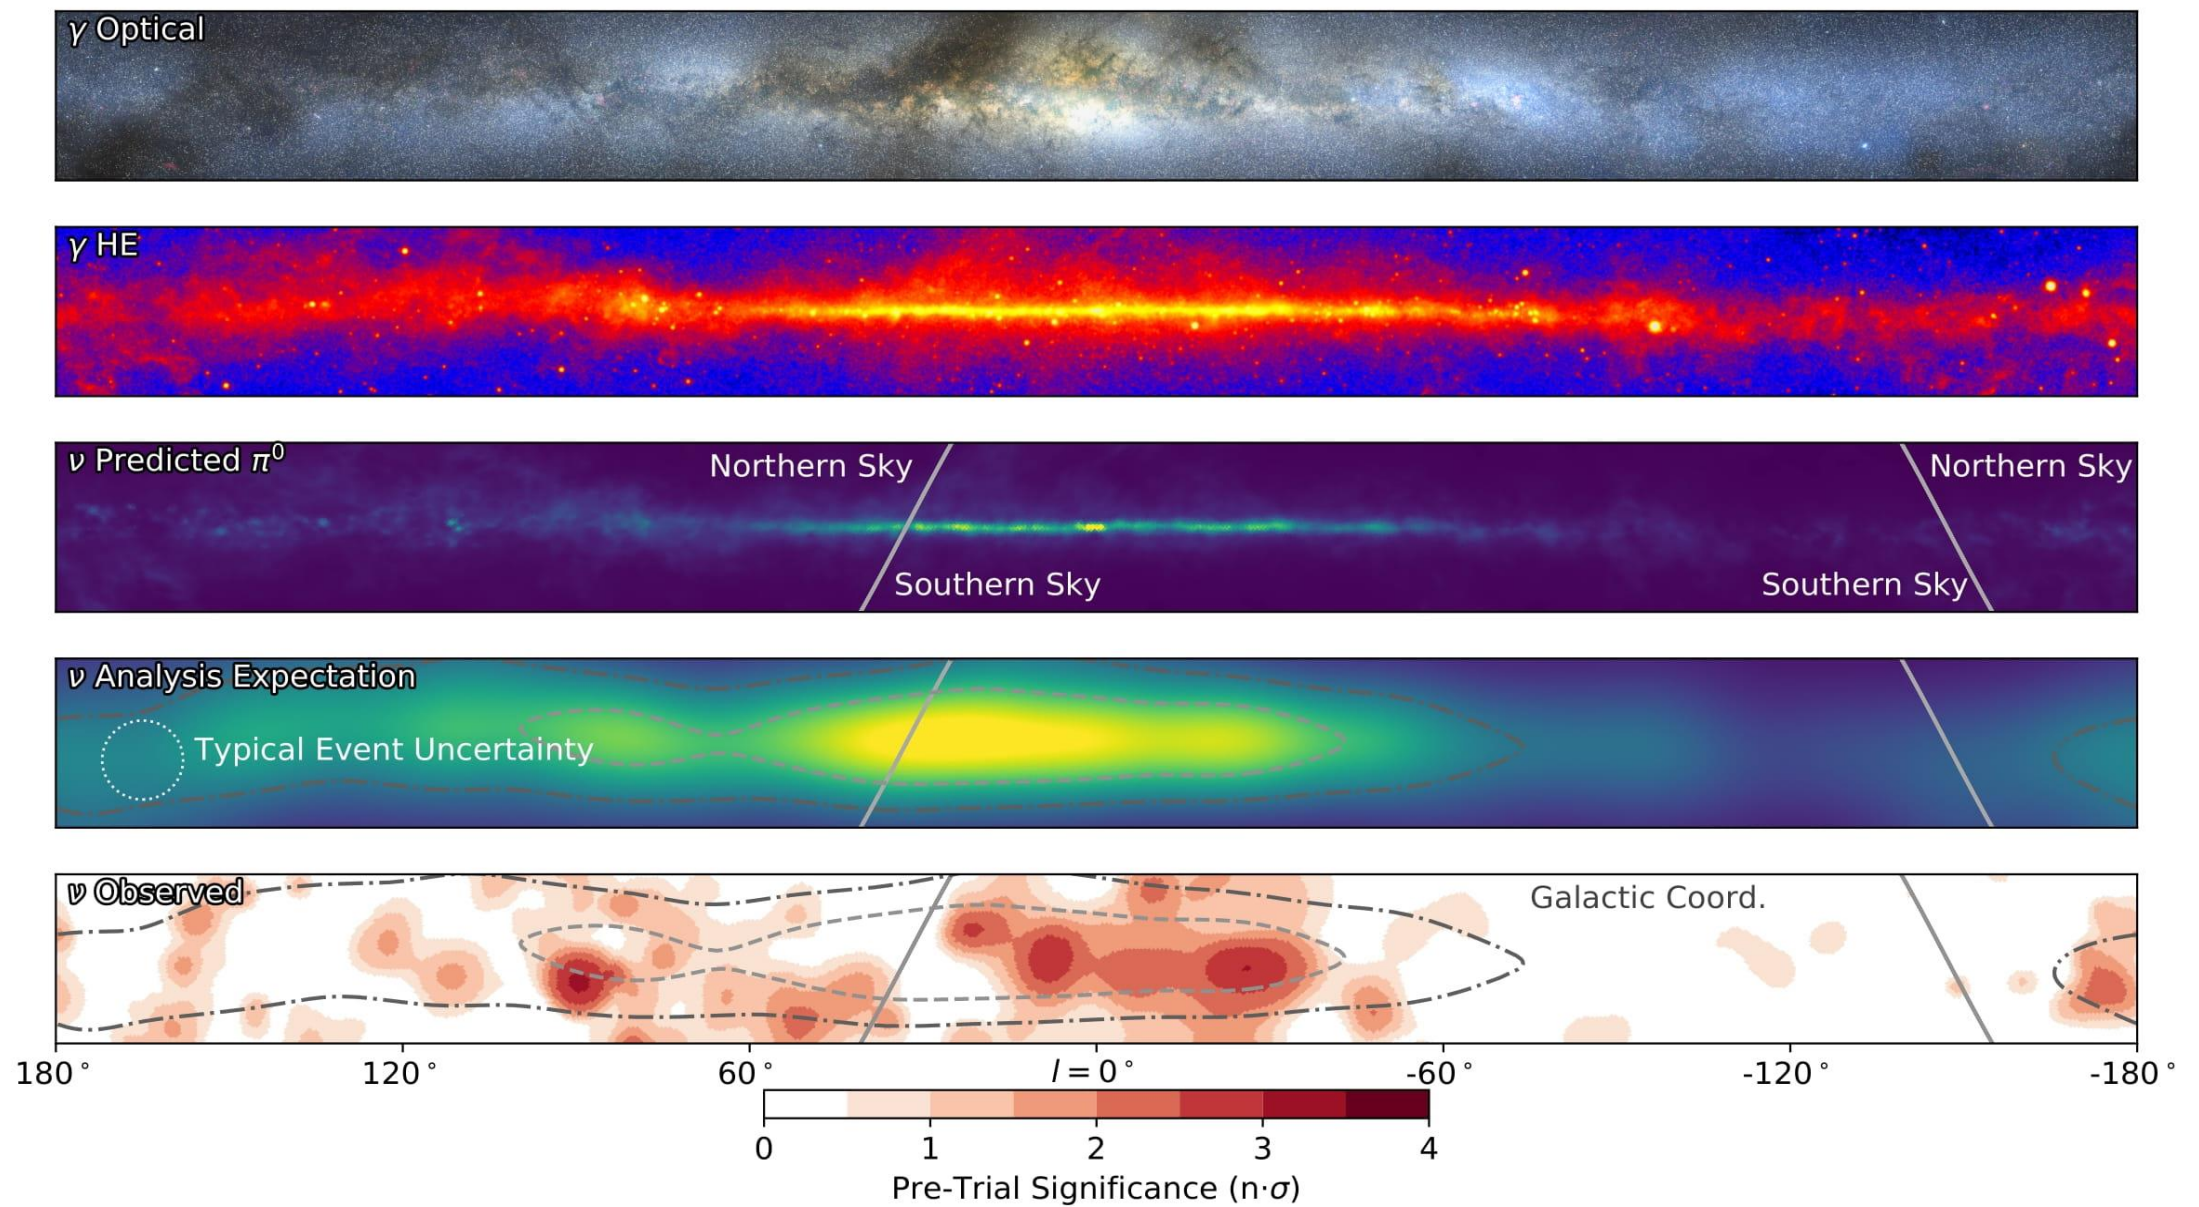 γ Optical
γ HE
ν Predicted π⁰
Northern Sky
Northern Sky
Southern Sky
Southern Sky
ν Analysis Expectation
Typical Event Uncertainty
ν Observed
Galactic Coord.
180° 120° 60° l = 0° -60° -120° -180°
0 1 2 3 4
Pre-Trial Significance (n·σ)